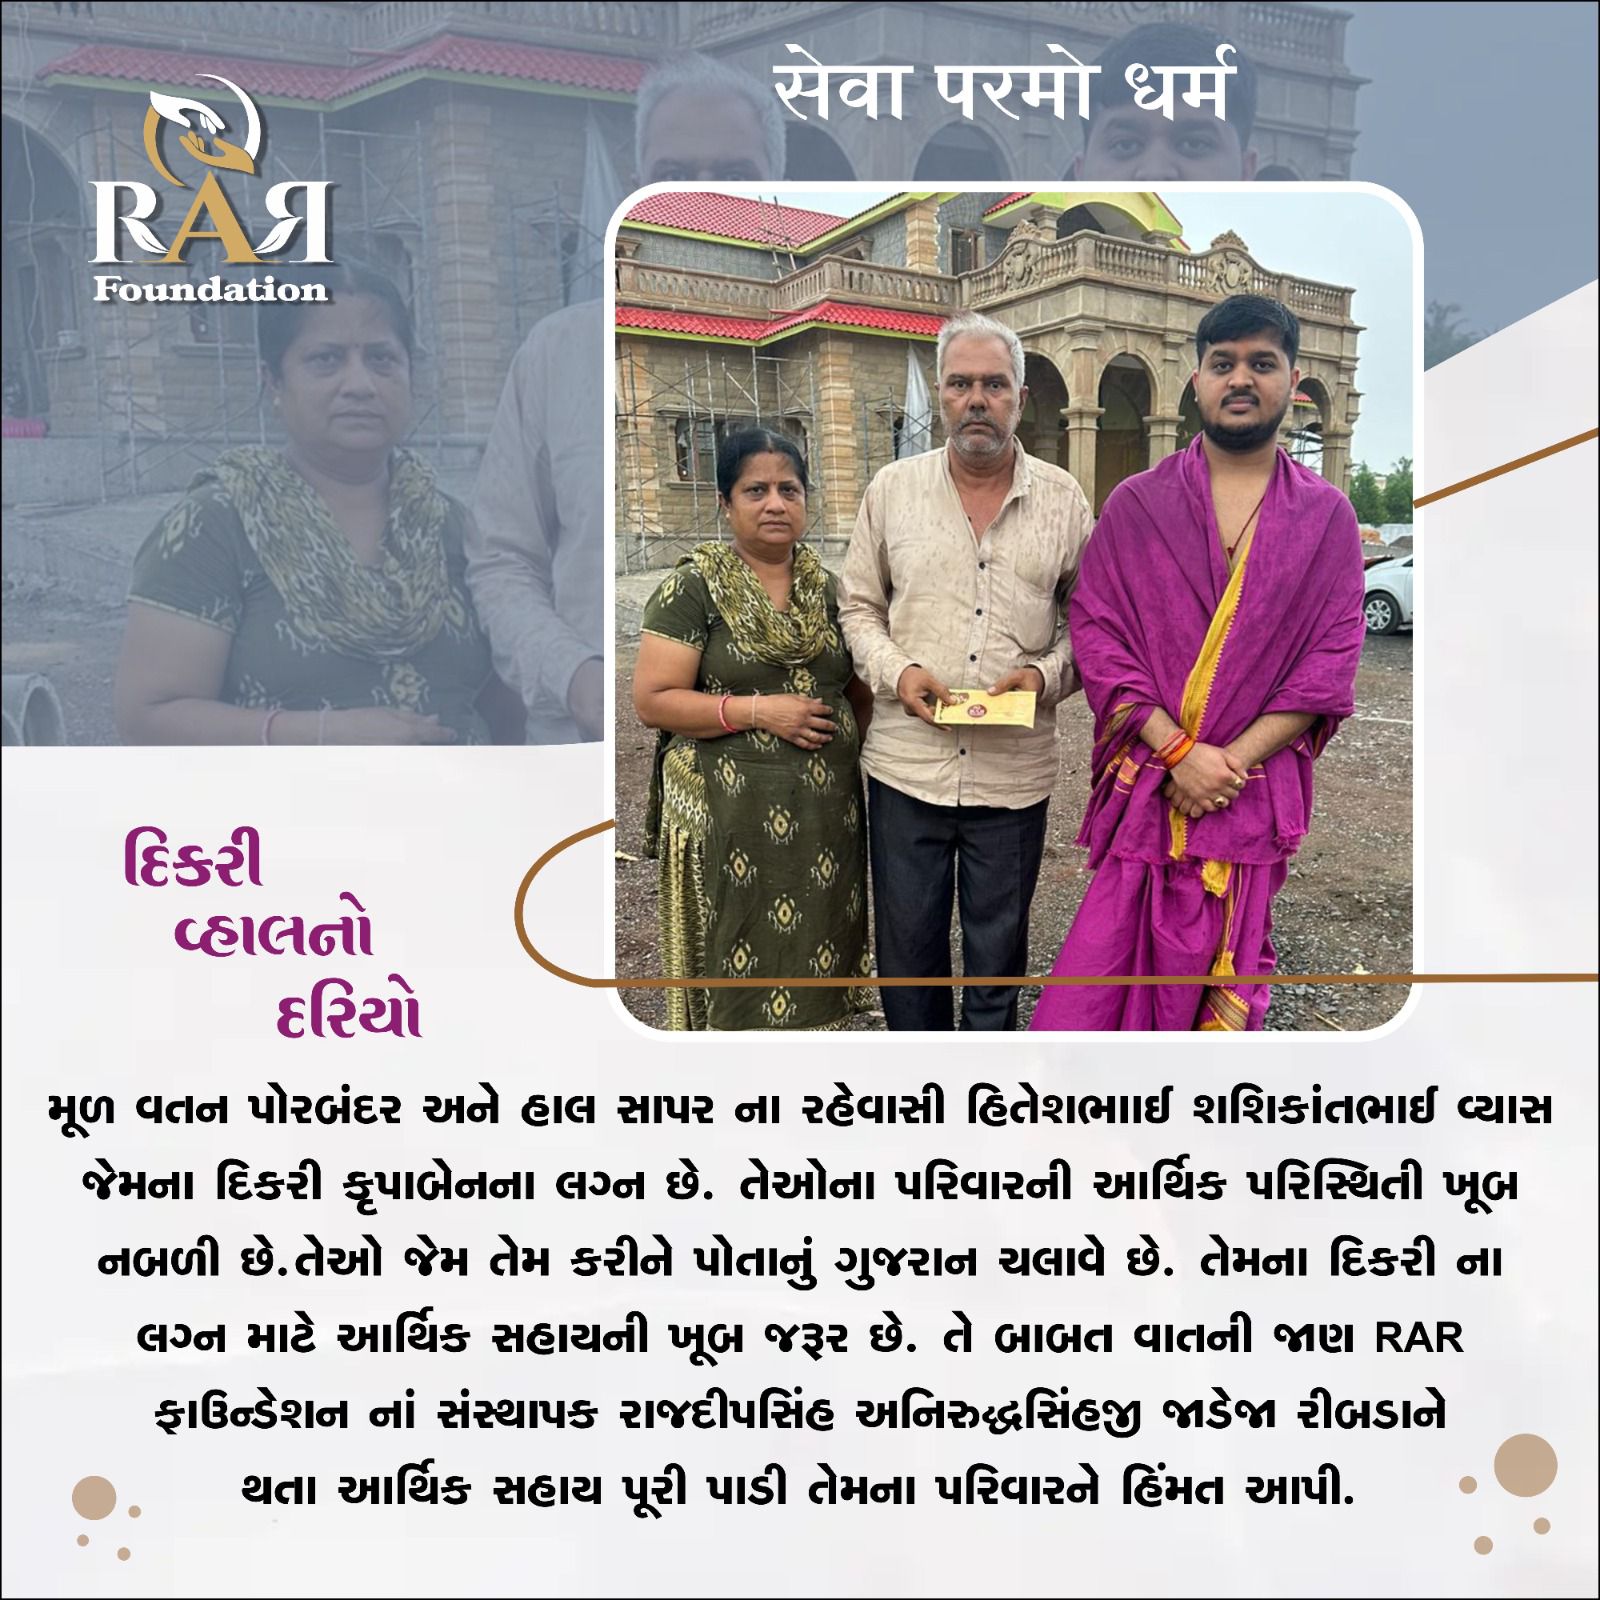 सेवा परमो धर्म
RAR
Foundation
દિકરી
વ્હાલનો
દરિયો
મૂળ વતન પોરબંદર અને હાલ સાપર ના રહેવાસી હિતેશભાાઈ શશિકાંતભાઈ વ્યાસ
જેમના દિકરી કૃપાબેનના લગ્ન છે. તેઓના પરિવારની આર્થિક પરિસ્થિતી ખૂબ
નબળી છે.તેઓ જેમ તેમ કરીને પોતાનું ગુજરાન ચલાવે છે. તેમના દિકરી ના
લગ્ન માટે આર્થિક સહાયની ખૂબ જરૂર છે. તે બાબત વાતની જાણ RAR
ફાઉન્ડેશન નાં સંસ્થાપક રાજદીપસિંહ અનિરુદ્ધસિંહજી જાડેજા રીબડાને
થતા આર્થિક સહાય પૂરી પાડી તેમના પરિવારને હિંમત આપી.